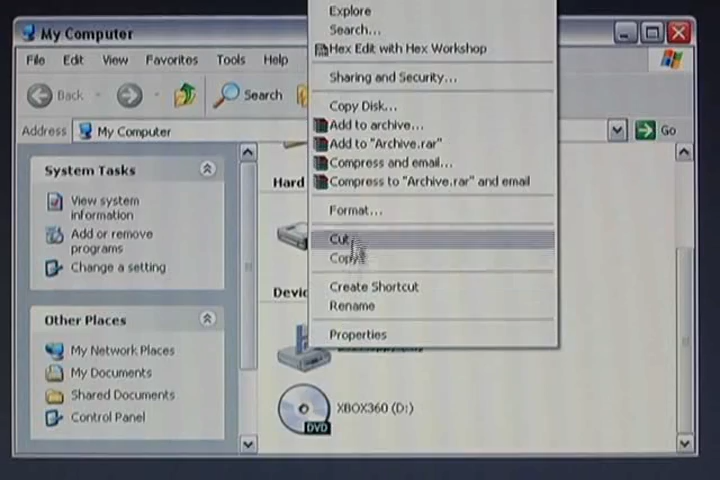 My Computer
File Edit View Favorites Tools Help
Back
Search
Address My Computer
Go
System Tasks
View system
information
Add or remove
programs
Change a setting
Other Places
My Network Places
My Documents
Shared Documents
Control Panel
Hard
XBOX360 (D:)
DVD
Explore
Search...
Hex Edit with Hex Workshop
Sharing and Security...
Copy Disk...
Add to archive...
Add to "Archive.rar"
Compress and email...
Compress to "Archive.rar" and email
Format...
Cut
Copy
Create Shortcut
Rename
Properties